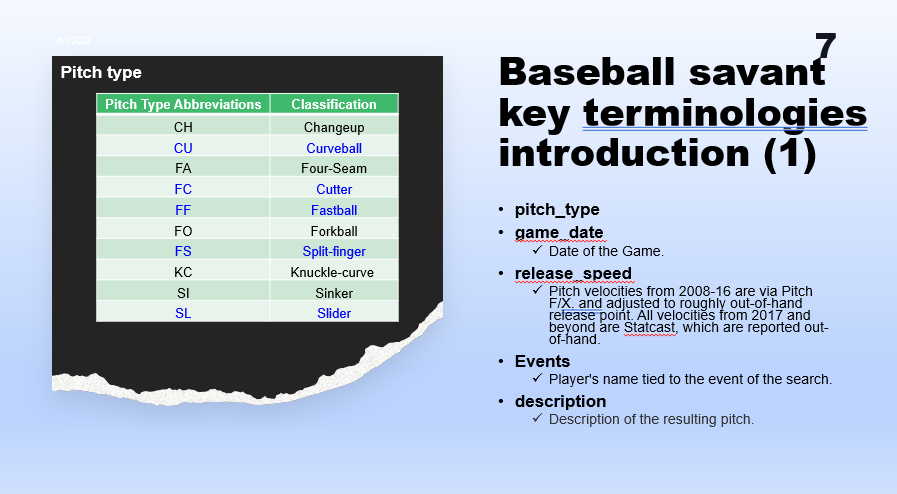 6/1/2022
7
Baseball savant
key terminologies
introduction (1)
Pitch type
Pitch Type Abbreviations Classification
CH Changeup
CU Curveball
FA Four-Seam
FC Cutter
FF Fastball
FO Forkball
FS Split-finger
KC Knuckle-curve
SI Sinker
SL Slider
• pitch_type
• game_date
✓ Date of the Game.
• release_speed
✓ Pitch velocities from 2008-16 are via Pitch
F/X. and adjusted to roughly out-of-hand
release point. All velocities from 2017 and
beyond are Statcast, which are reported out-
of-hand.
• Events
✓ Player's name tied to the event of the search.
• description
✓ Description of the resulting pitch.